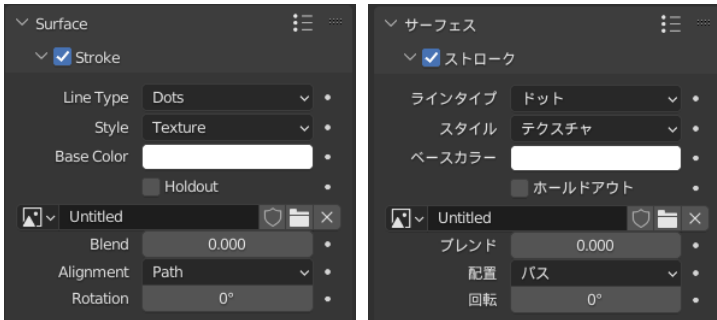 Surface
Stroke
Line Type Dots
Style Texture
Base Color
Holdout
Untitled
Blend 0.000
Alignment Path
Rotation 0°
サーフェス
ストローク
ラインタイプ ドット
スタイル テクスチャ
ベースカラー
ホールドアウト
Untitled
ブレンド 0.000
配置 パス
回転 0°